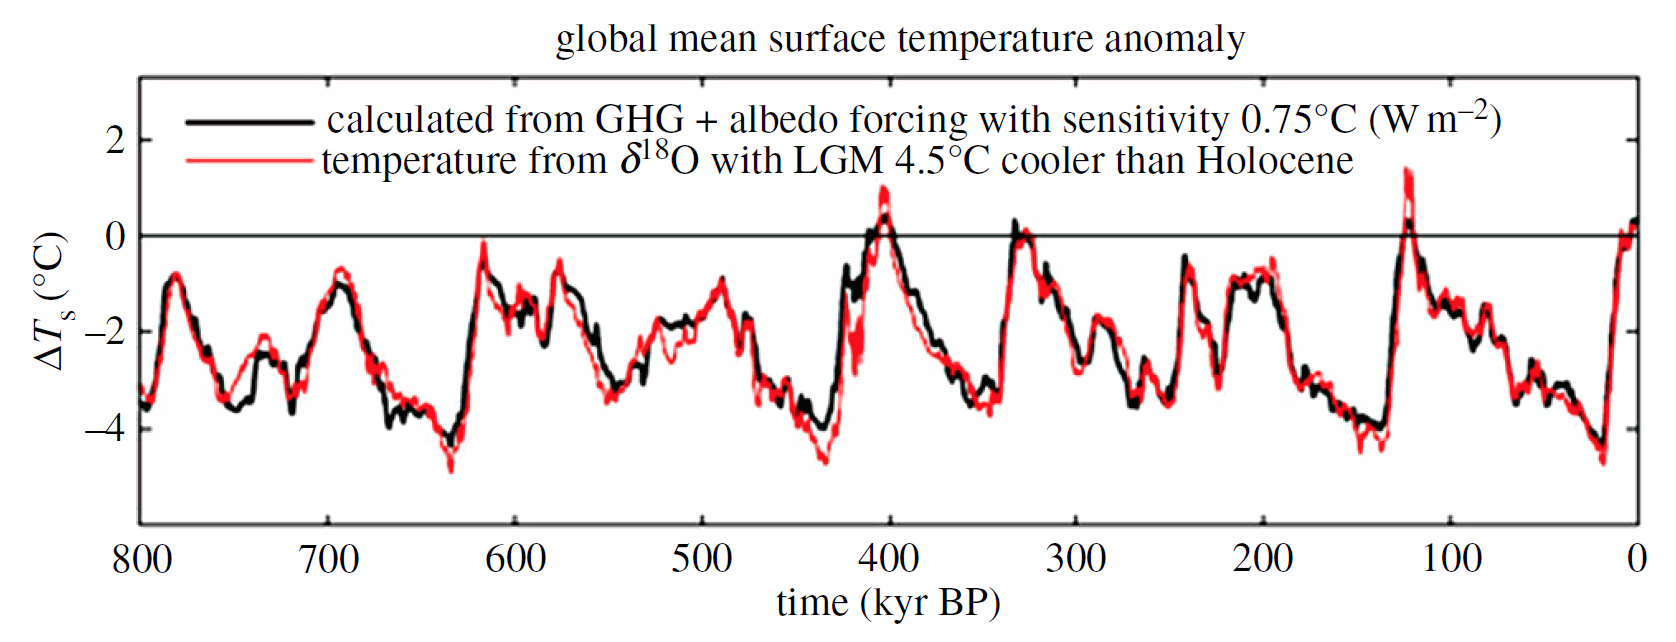 global mean surface temperature anomaly
calculated from GHG + albedo forcing with sensitivity 0.75°C (W m–2)
temperature from δ18O with LGM 4.5°C cooler than Holocene
ΔTs (°C)
2
0
–2
–4
800 700 600 500 400 300 200 100 0
time (kyr BP)